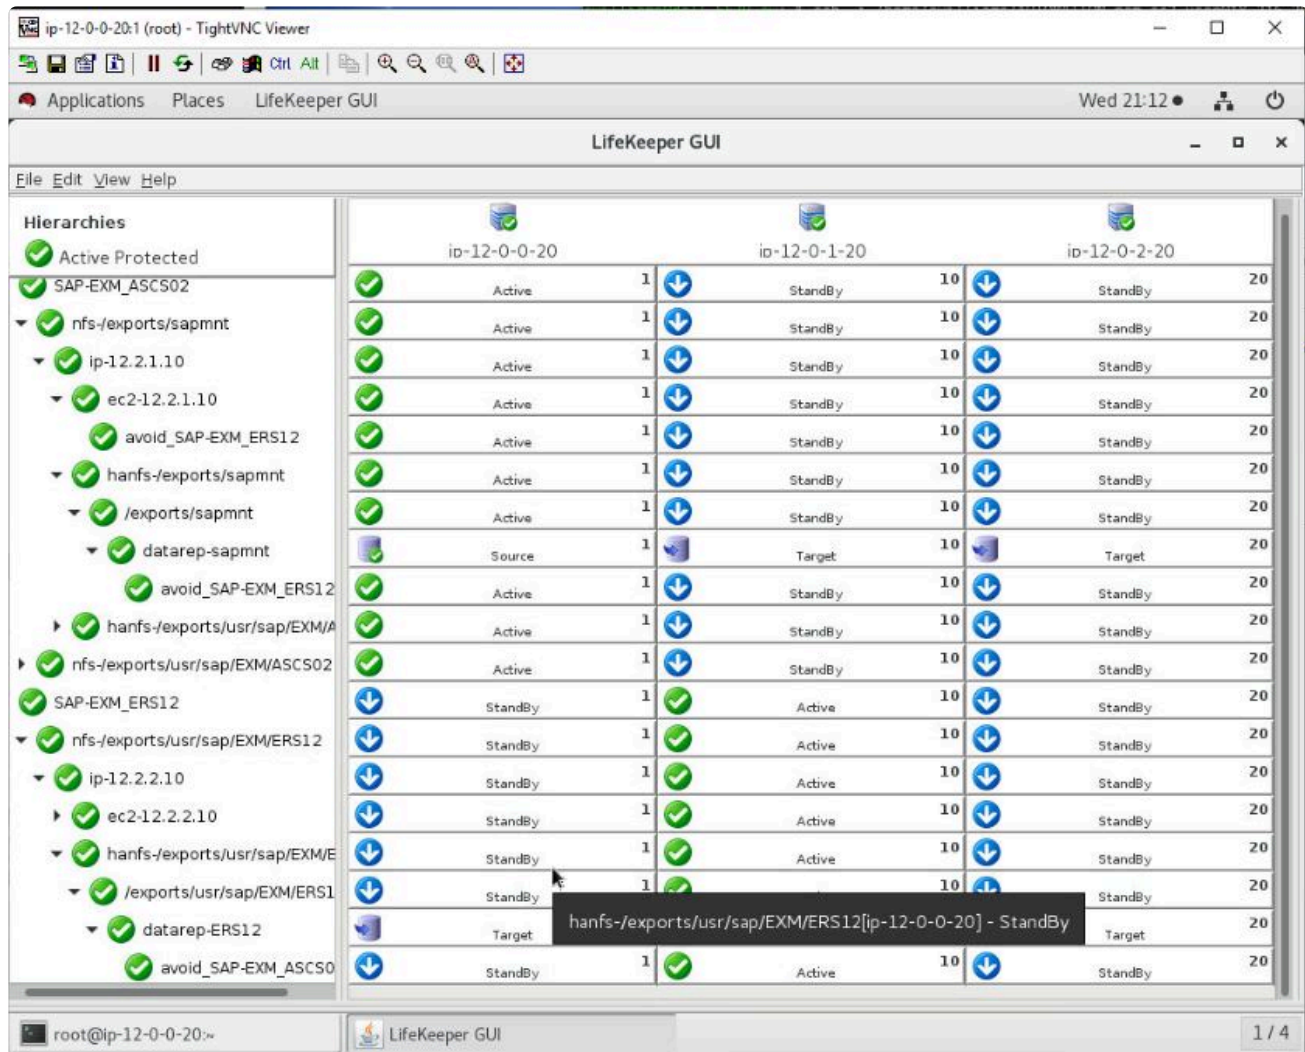 ip-12-0-0-20:1 (root) - TightVNC Viewer
Ctrl Alt
Applications Places LifeKeeper GUI Wed 21:12
LifeKeeper GUI
File Edit View Help
Hierarchies
Active Protected
ip-12-0-0-20 ip-12-0-1-20 ip-12-0-2-20
SAP-EXM_ASCS02 Active 1 StandBy 10 StandBy 20
nfs-/exports/sapmnt Active 1 StandBy 10 StandBy 20
ip-12.2.1.10 Active 1 StandBy 10 StandBy 20
ec2-12.2.1.10 Active 1 StandBy 10 StandBy 20
avoid_SAP-EXM_ERS12 Active 1 StandBy 10 StandBy 20
hanfs-/exports/sapmnt Active 1 StandBy 10 StandBy 20
/exports/sapmnt Active 1 StandBy 10 StandBy 20
datarep-sapmnt Source 1 Target 10 Target 20
avoid_SAP-EXM_ERS12 Active 1 StandBy 10 StandBy 20
hanfs-/exports/usr/sap/EXM/A Active 1 StandBy 10 StandBy 20
nfs-/exports/usr/sap/EXM/ASCS02 Active 1 StandBy 10 StandBy 20
SAP-EXM_ERS12 StandBy 1 Active 10 StandBy 20
nfs-/exports/usr/sap/EXM/ERS12 StandBy 1 Active 10 StandBy 20
ip-12.2.2.10 StandBy 1 Active 10 StandBy 20
ec2-12.2.2.10 StandBy 1 Active 10 StandBy 20
hanfs-/exports/usr/sap/EXM/E StandBy 1 Active 10 StandBy 20
/exports/usr/sap/EXM/ERS1 StandBy 1 10 StandBy 20
hanfs-/exports/usr/sap/EXM/ERS12[ip-12-0-0-20] - StandBy
datarep-ERS12 Target Target 20
avoid_SAP-EXM_ASCS0 StandBy 1 Active 10 StandBy 20
root@ip-12-0-0-20:~ LifeKeeper GUI 1 / 4